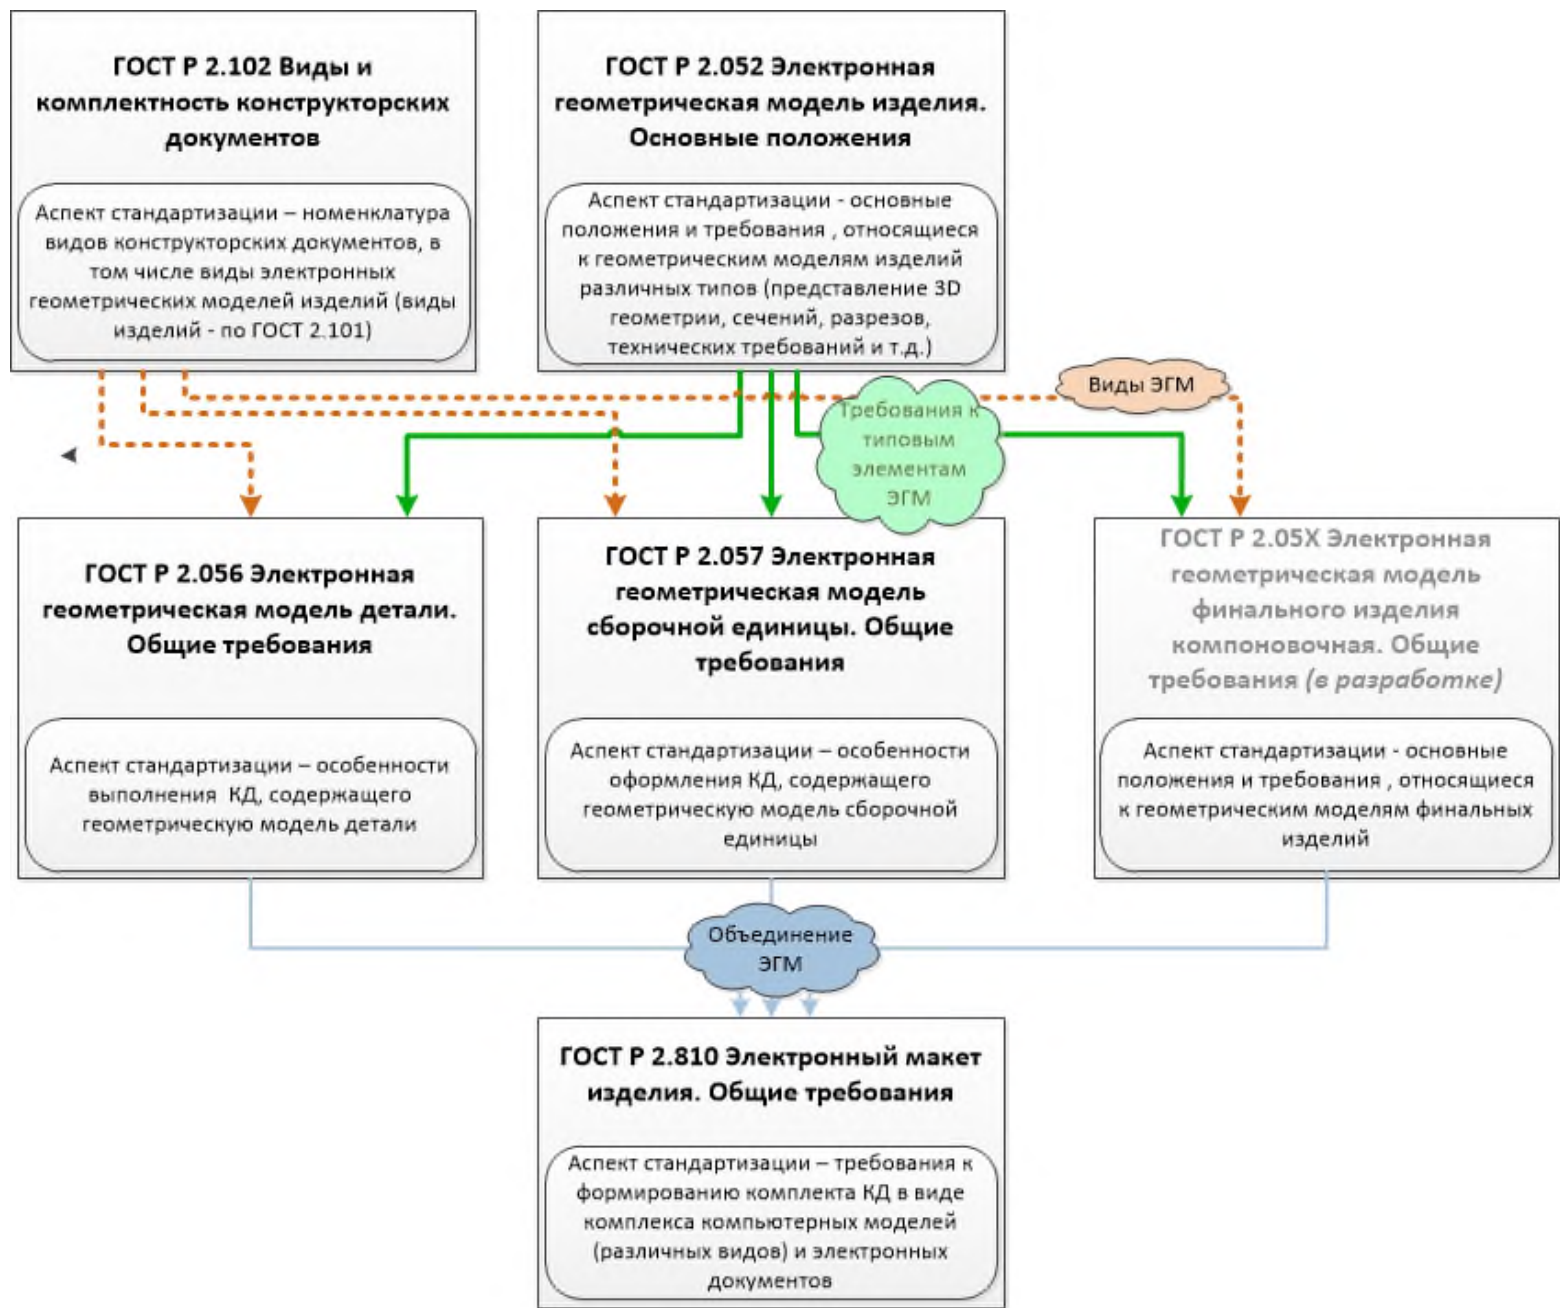 ГОСТ Р 2.102 Виды и
комплектность конструкторских
документов
Аспект стандартизации – номенклатура
видов конструкторских документов, в
том числе виды электронных
геометрических моделей изделий (виды
изделий - по ГОСТ 2.101)
ГОСТ Р 2.052 Электронная
геометрическая модель изделия.
Основные положения
Аспект стандартизации - основные
положения и требования , относящиеся
к геометрическим моделям изделий
различных типов (представление 3D
геометрии, сечений, разрезов,
технических требований и т.д.)
Виды ЭГМ
Требования к
типовым
элементам
ЭГМ
ГОСТ Р 2.056 Электронная
геометрическая модель детали.
Общие требования
Аспект стандартизации – особенности
выполнения КД, содержащего
геометрическую модель детали
ГОСТ Р 2.057 Электронная
геометрическая модель
сборочной единицы. Общие
требования
Аспект стандартизации – особенности
оформления КД, содержащего
геометрическую модель сборочной
единицы
ГОСТ Р 2.05X Электронная
геометрическая модель
финального изделия
компоновочная. Общие
требования (в разработке)
Аспект стандартизации - основные
положения и требования , относящиеся
к геометрическим моделям финальных
изделий
Объединение
ЭГМ
ГОСТ Р 2.810 Электронный макет
изделия. Общие требования
Аспект стандартизации – требования к
формированию комплекта КД в виде
комплекса компьютерных моделей
(различных видов) и электронных
документов